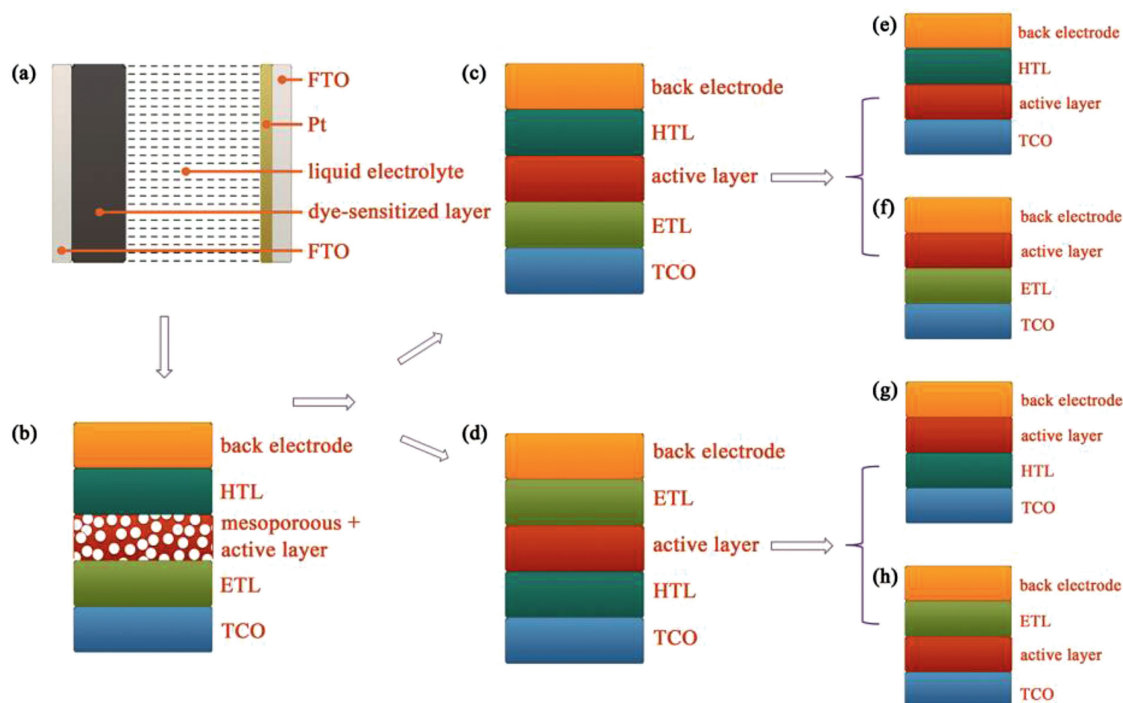 (a)
FTO
Pt
liquid electrolyte
dye-sensitized layer
FTO
(b)
back electrode
HTL
mesoporoous +
active layer
ETL
TCO
(c)
back electrode
HTL
active layer
ETL
TCO
(d)
back electrode
ETL
active layer
HTL
TCO
(e)
back electrode
HTL
active layer
TCO
(f)
back electrode
active layer
ETL
TCO
(g)
back electrode
active layer
HTL
TCO
(h)
back electrode
ETL
active layer
TCO